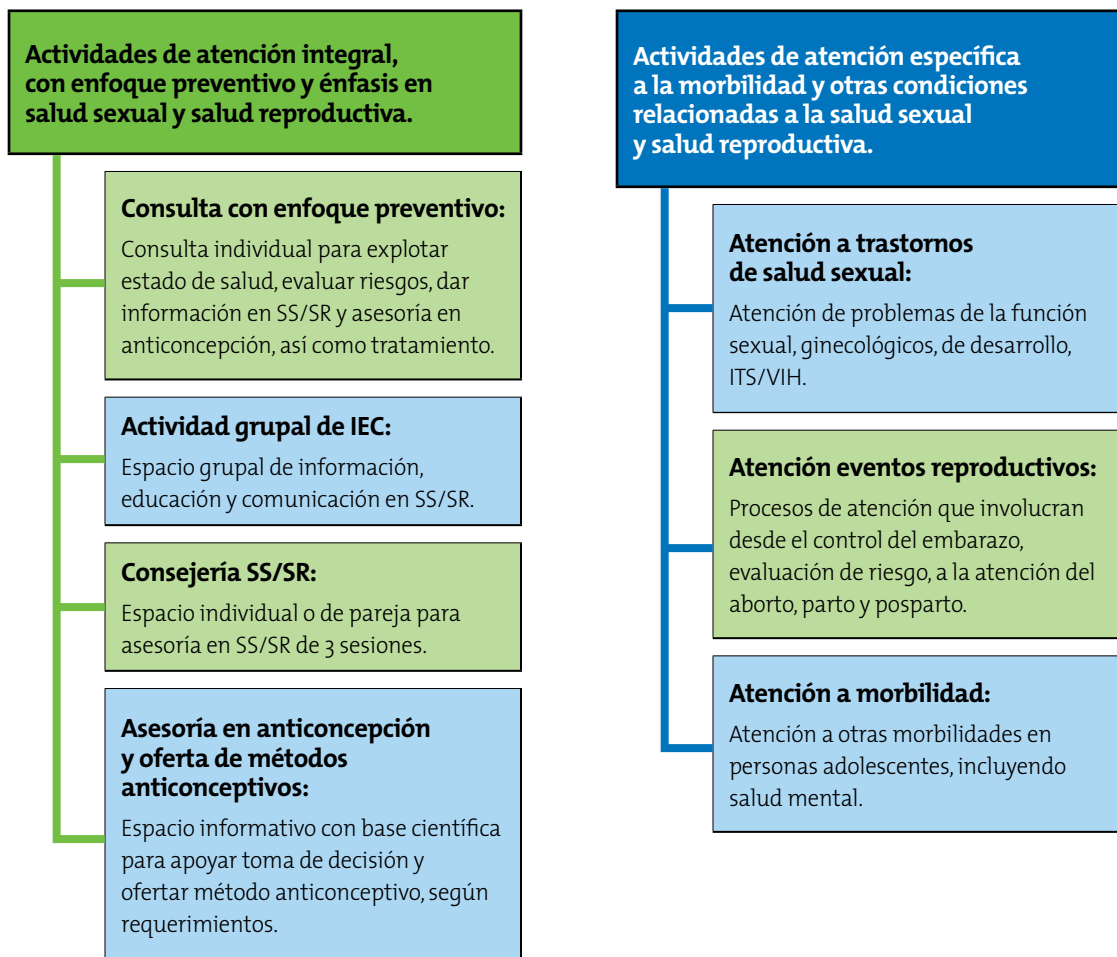 Actividades de atención integral,
con enfoque preventivo y énfasis en
salud sexual y salud reproductiva.
Consulta con enfoque preventivo:
Consulta individual para explotar
estado de salud, evaluar riesgos, dar
información en SS/SR y asesoría en
anticoncepción, así como tratamiento.
Actividad grupal de IEC:
Espacio grupal de información,
educación y comunicación en SS/SR.
Consejería SS/SR:
Espacio individual o de pareja para
asesoría en SS/SR de 3 sesiones.
Asesoría en anticoncepción
y oferta de métodos
anticonceptivos:
Espacio informativo con base científica
para apoyar toma de decisión y
ofertar método anticonceptivo, según
requerimientos.
Actividades de atención específica
a la morbilidad y otras condiciones
relacionadas a la salud sexual
y salud reproductiva.
Atención a trastornos
de salud sexual:
Atención de problemas de la función
sexual, ginecológicos, de desarrollo,
ITS/VIH.
Atención eventos reproductivos:
Procesos de atención que involucran
desde el control del embarazo,
evaluación de riesgo, a la atención del
aborto, parto y posparto.
Atención a morbilidad:
Atención a otras morbilidades en
personas adolescentes, incluyendo
salud mental.